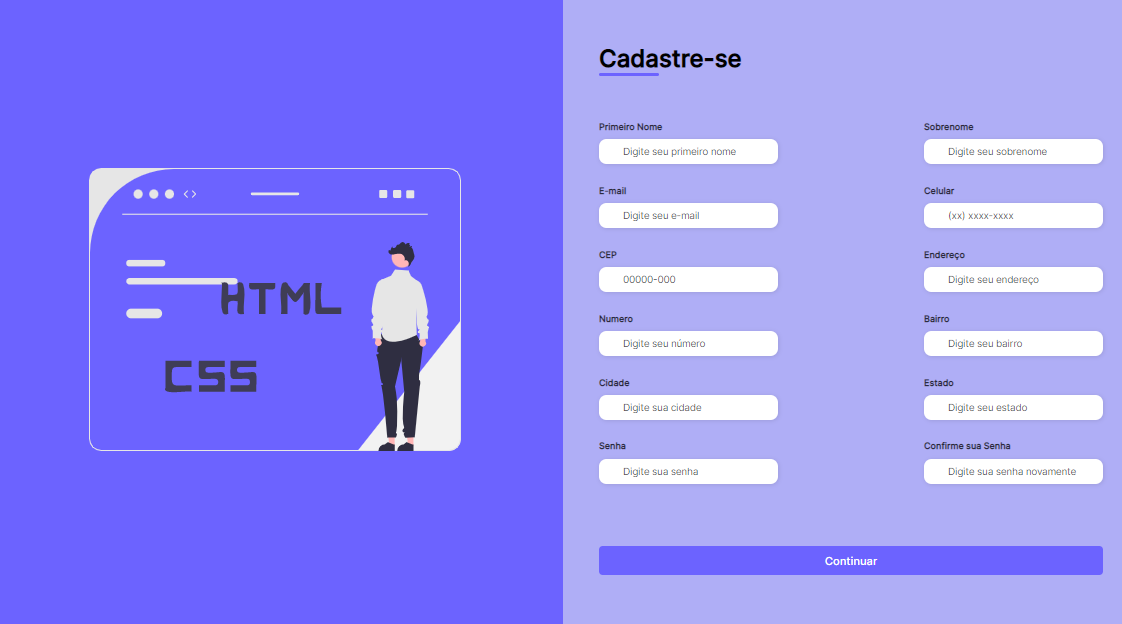 HTML
CSS
Cadastre-se
Primeiro Nome
Sobrenome
Digite seu primeiro nome
Digite seu sobrenome
E-mail
Celular
Digite seu e-mail
(xx) xxxx-xxxx
CEP
Endereço
00000-000
Digite seu endereço
Numero
Bairro
Digite seu número
Digite seu bairro
Cidade
Estado
Digite sua cidade
Digite seu estado
Senha
Confirme sua Senha
Digite sua senha
Digite sua senha novamente
Continuar